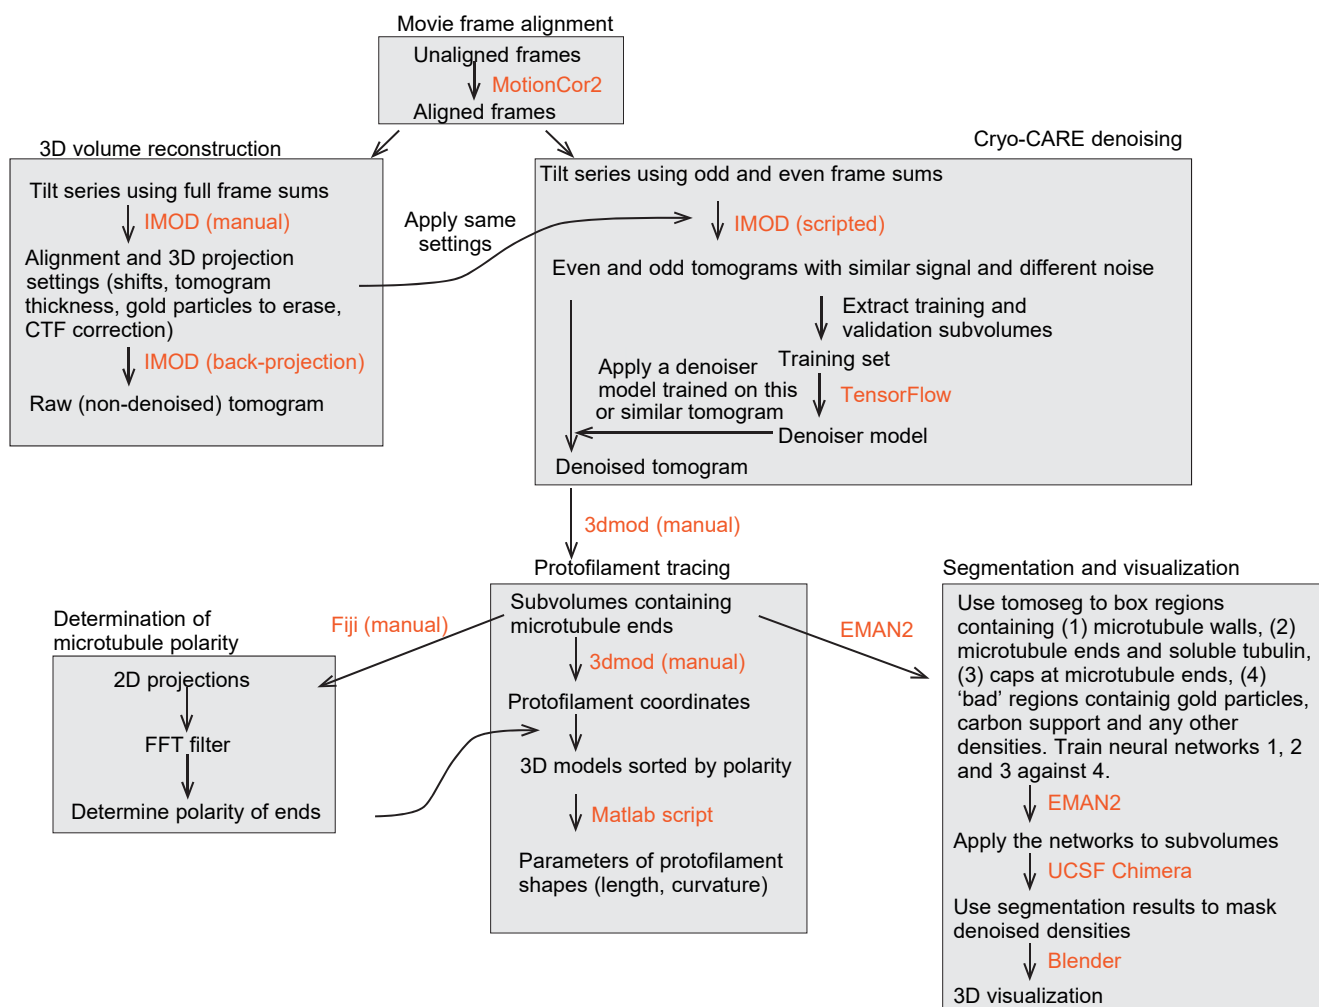 Movie frame alignment
Unaligned frames
MotionCor2
Aligned frames
3D volume reconstruction
Tilt series using full frame sums
IMOD (manual)
Alignment and 3D projection
settings (shifts, tomogram
thickness, gold particles to erase,
CTF correction)
IMOD (back-projection)
Raw (non-denoised) tomogram
Apply same
settings
Cryo-CARE denoising
Tilt series using odd and even frame sums
IMOD (scripted)
Even and odd tomograms with similar signal and different noise
Extract training and
validation subvolumes
Training set
TensorFlow
Denoiser model
Apply a denoiser
model trained on this
or similar tomogram
Denoised tomogram
3dmod (manual)
Protofilament tracing
Subvolumes containing
microtubule ends
3dmod (manual)
Protofilament coordinates
3D models sorted by polarity
Matlab script
Parameters of protofilament
shapes (length, curvature)
Fiji (manual)
Determination of
microtubule polarity
2D projections
FFT filter
Determine polarity of ends
EMAN2
Segmentation and visualization
Use tomoseg to box regions
containing (1) microtubule walls, (2)
microtubule ends and soluble tubulin,
(3) caps at microtubule ends, (4)
‘bad’ regions containig gold particles,
carbon support and any other
densities. Train neural networks 1, 2
and 3 against 4.
EMAN2
Apply the networks to subvolumes
UCSF Chimera
Use segmentation results to mask
denoised densities
Blender
3D visualization